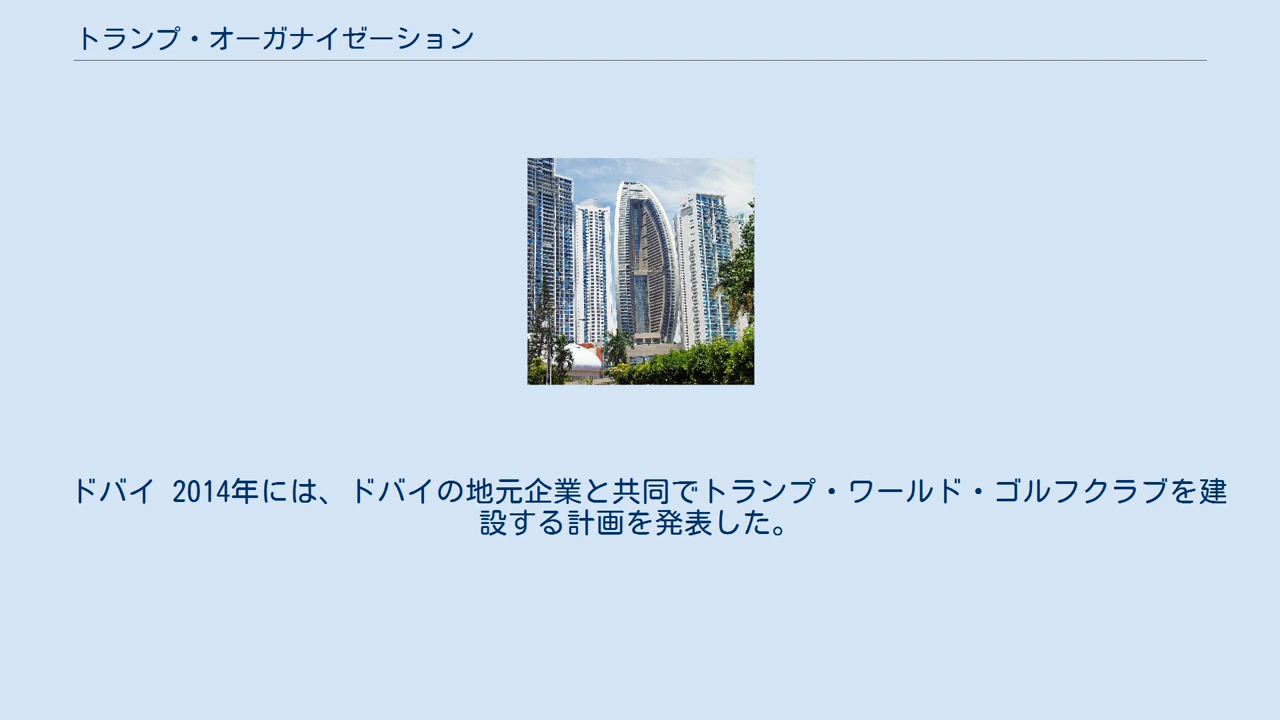 トランプ・オーガナイゼーション
ドバイ 2014年には、ドバイの地元企業と共同でトランプ・ワールド・ゴルフクラブを建
設する計画を発表した。